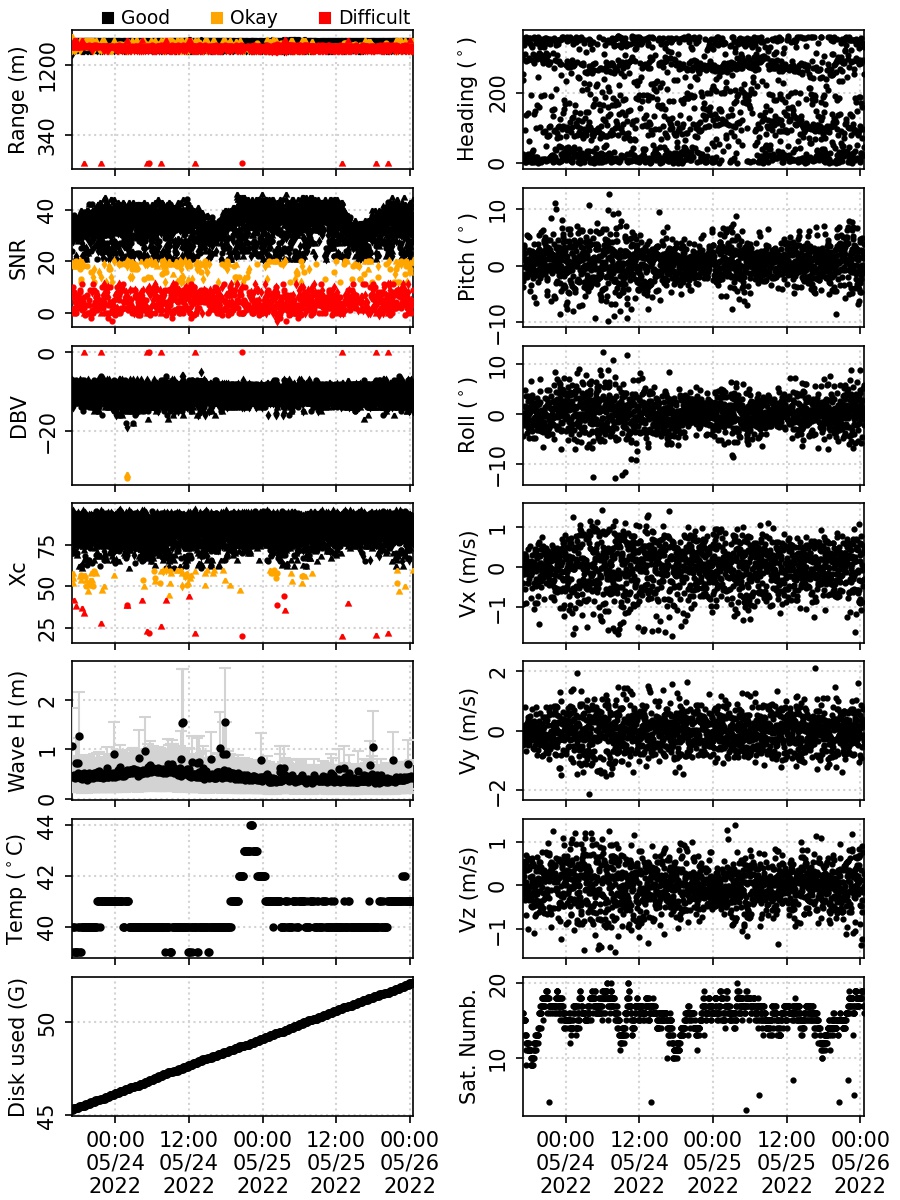 Good Okay Difficult
Range (m)
1200
340
Heading (°)
200
0
SNR
40
20
0
Pitch (°)
10
0
−10
DBV
0
−20
Roll (°)
10
0
−10
Xc
75
50
25
Vx (m/s)
1
0
−1
Wave H (m)
2
1
0
Vy (m/s)
2
0
−2
Temp (°C)
44
42
40
Vz (m/s)
1
0
−1
Disk used (G)
50
45
Sat. Numb.
20
10
00:00 12:00 00:00 12:00 00:00
05/24 05/24 05/25 05/25 05/26
2022 2022 2022 2022 2022
00:00 12:00 00:00 12:00 00:00
05/24 05/24 05/25 05/25 05/26
2022 2022 2022 2022 2022